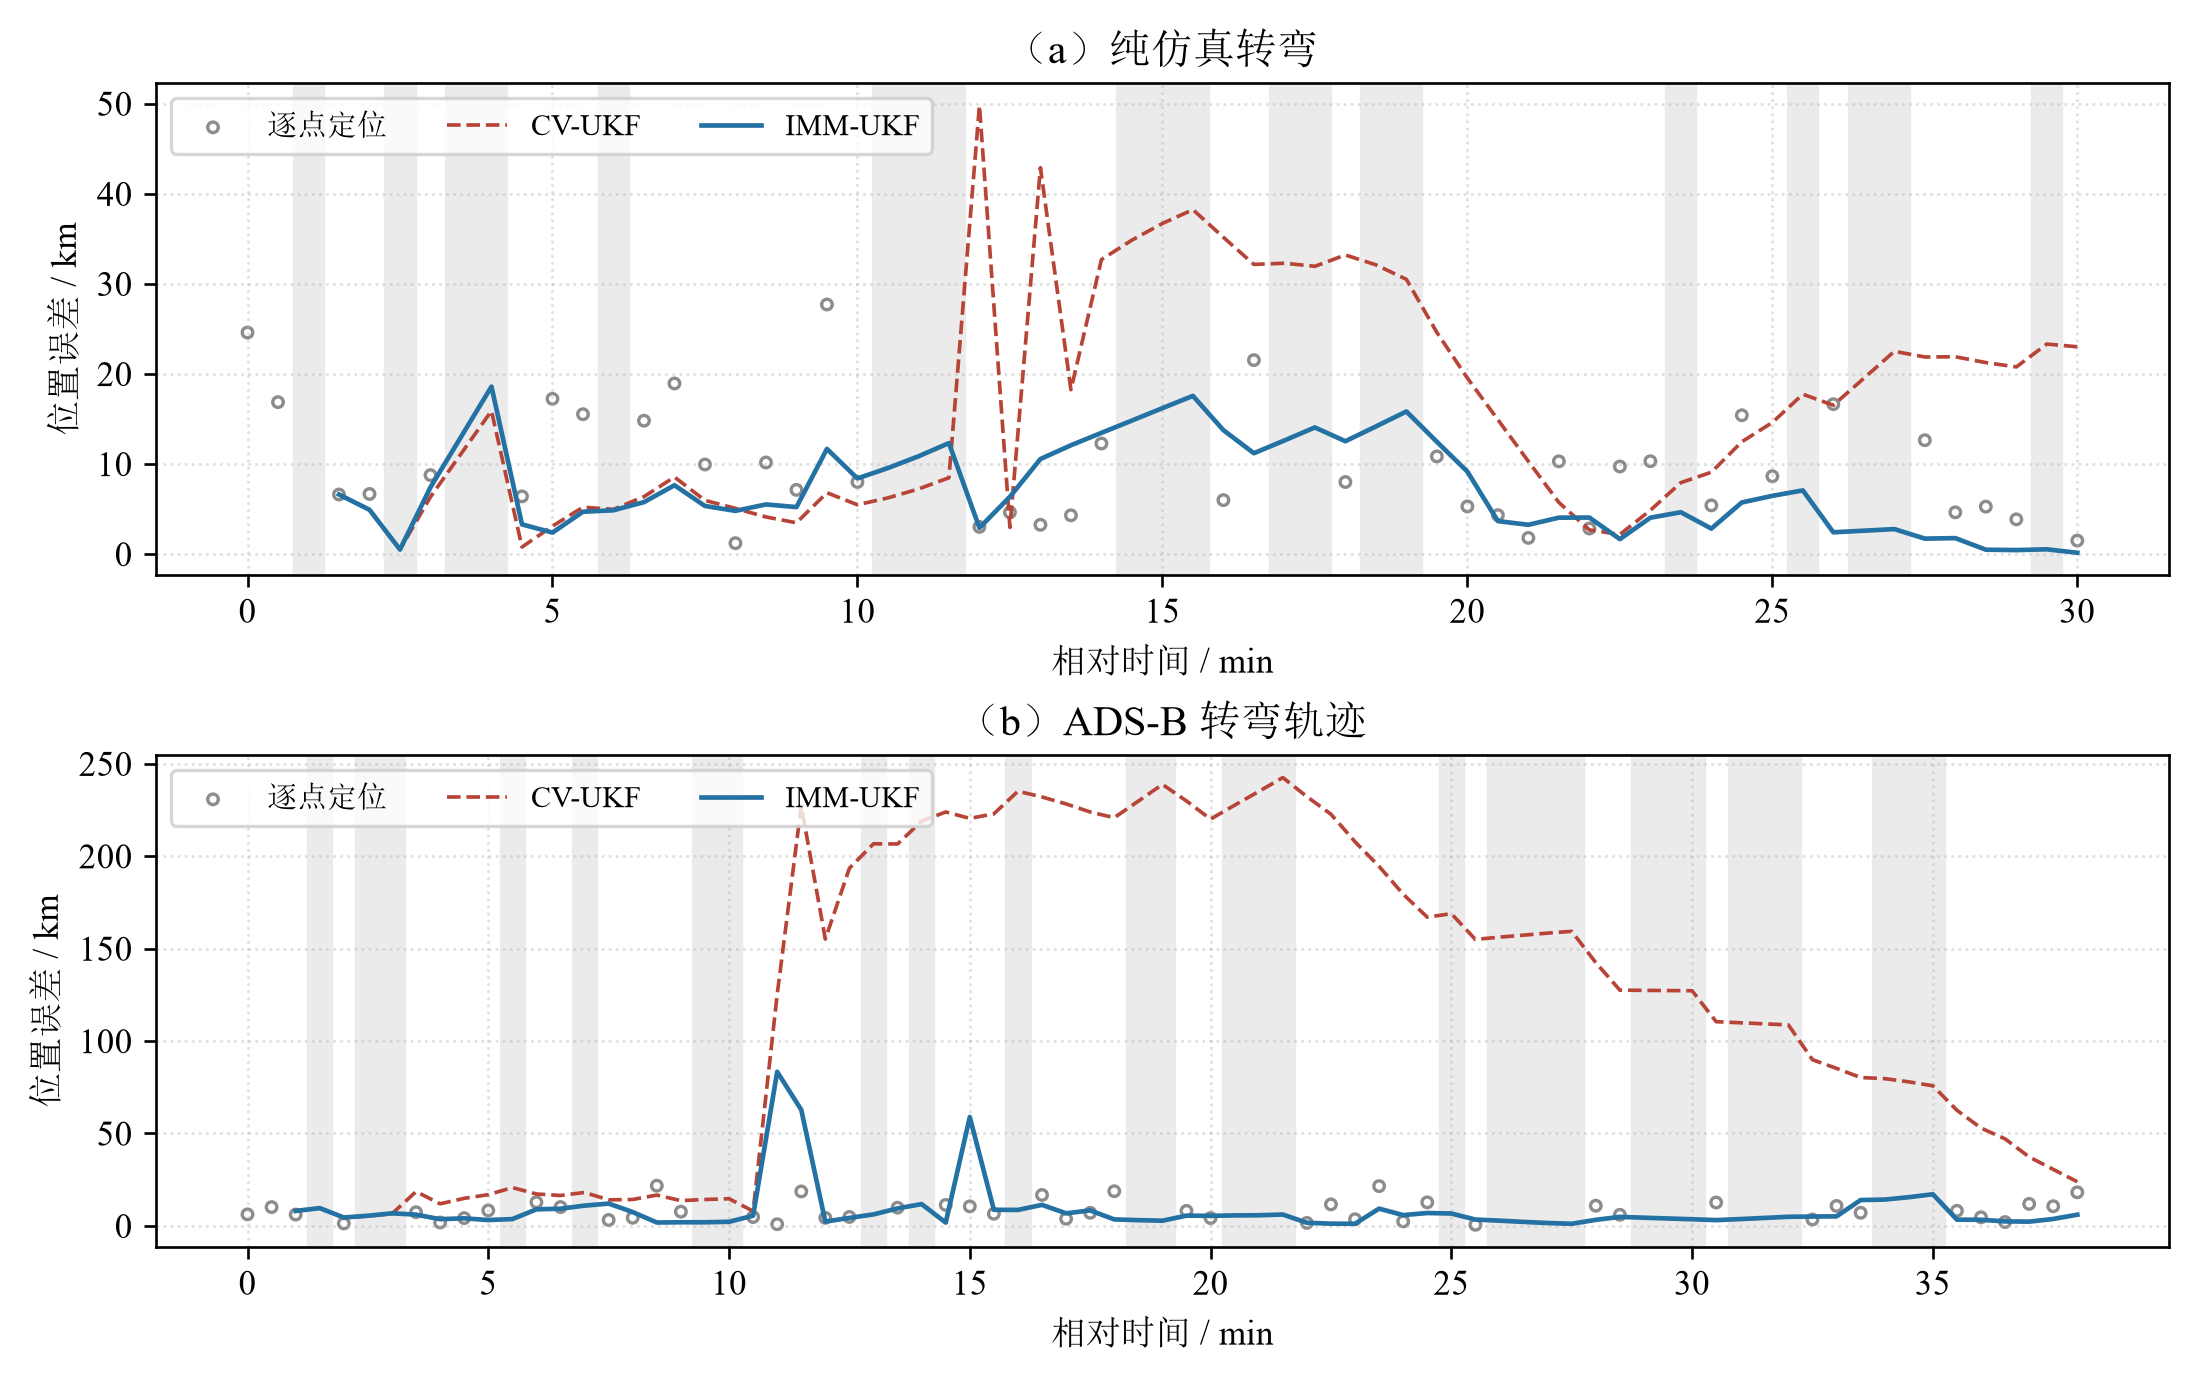 （a）纯仿真转弯
逐点定位 CV-UKF IMM-UKF
位置误差 / km
50
40
30
20
10
0
0 5 10 15 20 25 30
相对时间 / min
（b）ADS-B 转弯轨迹
逐点定位 CV-UKF IMM-UKF
位置误差 / km
250
200
150
100
50
0
0 5 10 15 20 25 30 35
相对时间 / min